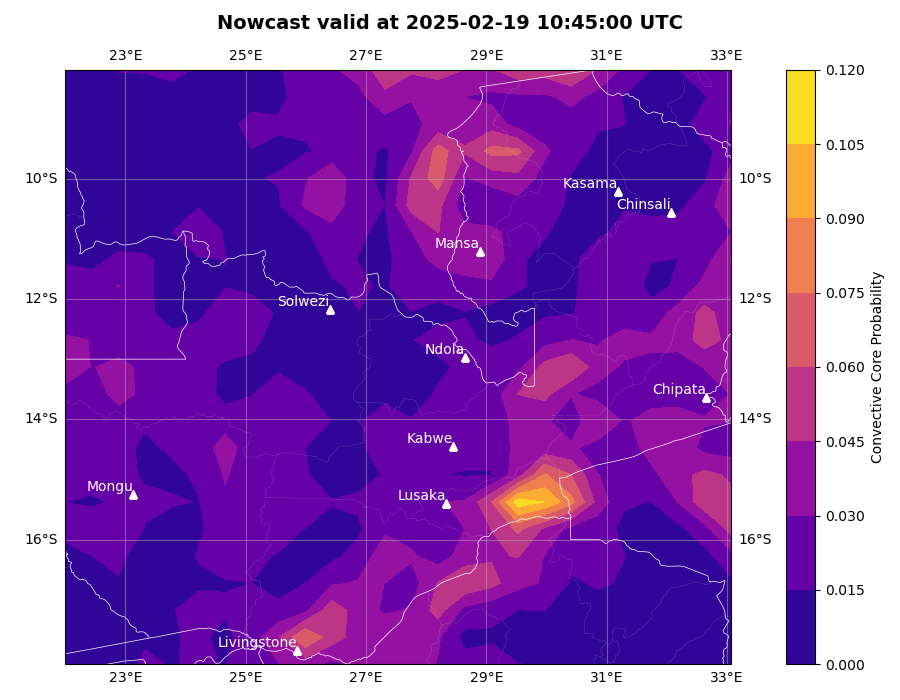 Nowcast valid at 2025-02-19 10:45:00 UTC
23°E 25°E 27°E 29°E 31°E 33°E
0.120
0.105
10°S Kasama 10°S
Chinsali
0.090
Mansa
0.075
12°S Solwezi 12°S
Ndola
0.060
Chipata
14°S 14°S
Kabwe
0.045
Mongu
Lusaka
0.030
16°S 16°S
0.015
Livingstone
0.000
23°E 25°E 27°E 29°E 31°E 33°E
Convective Core Probability